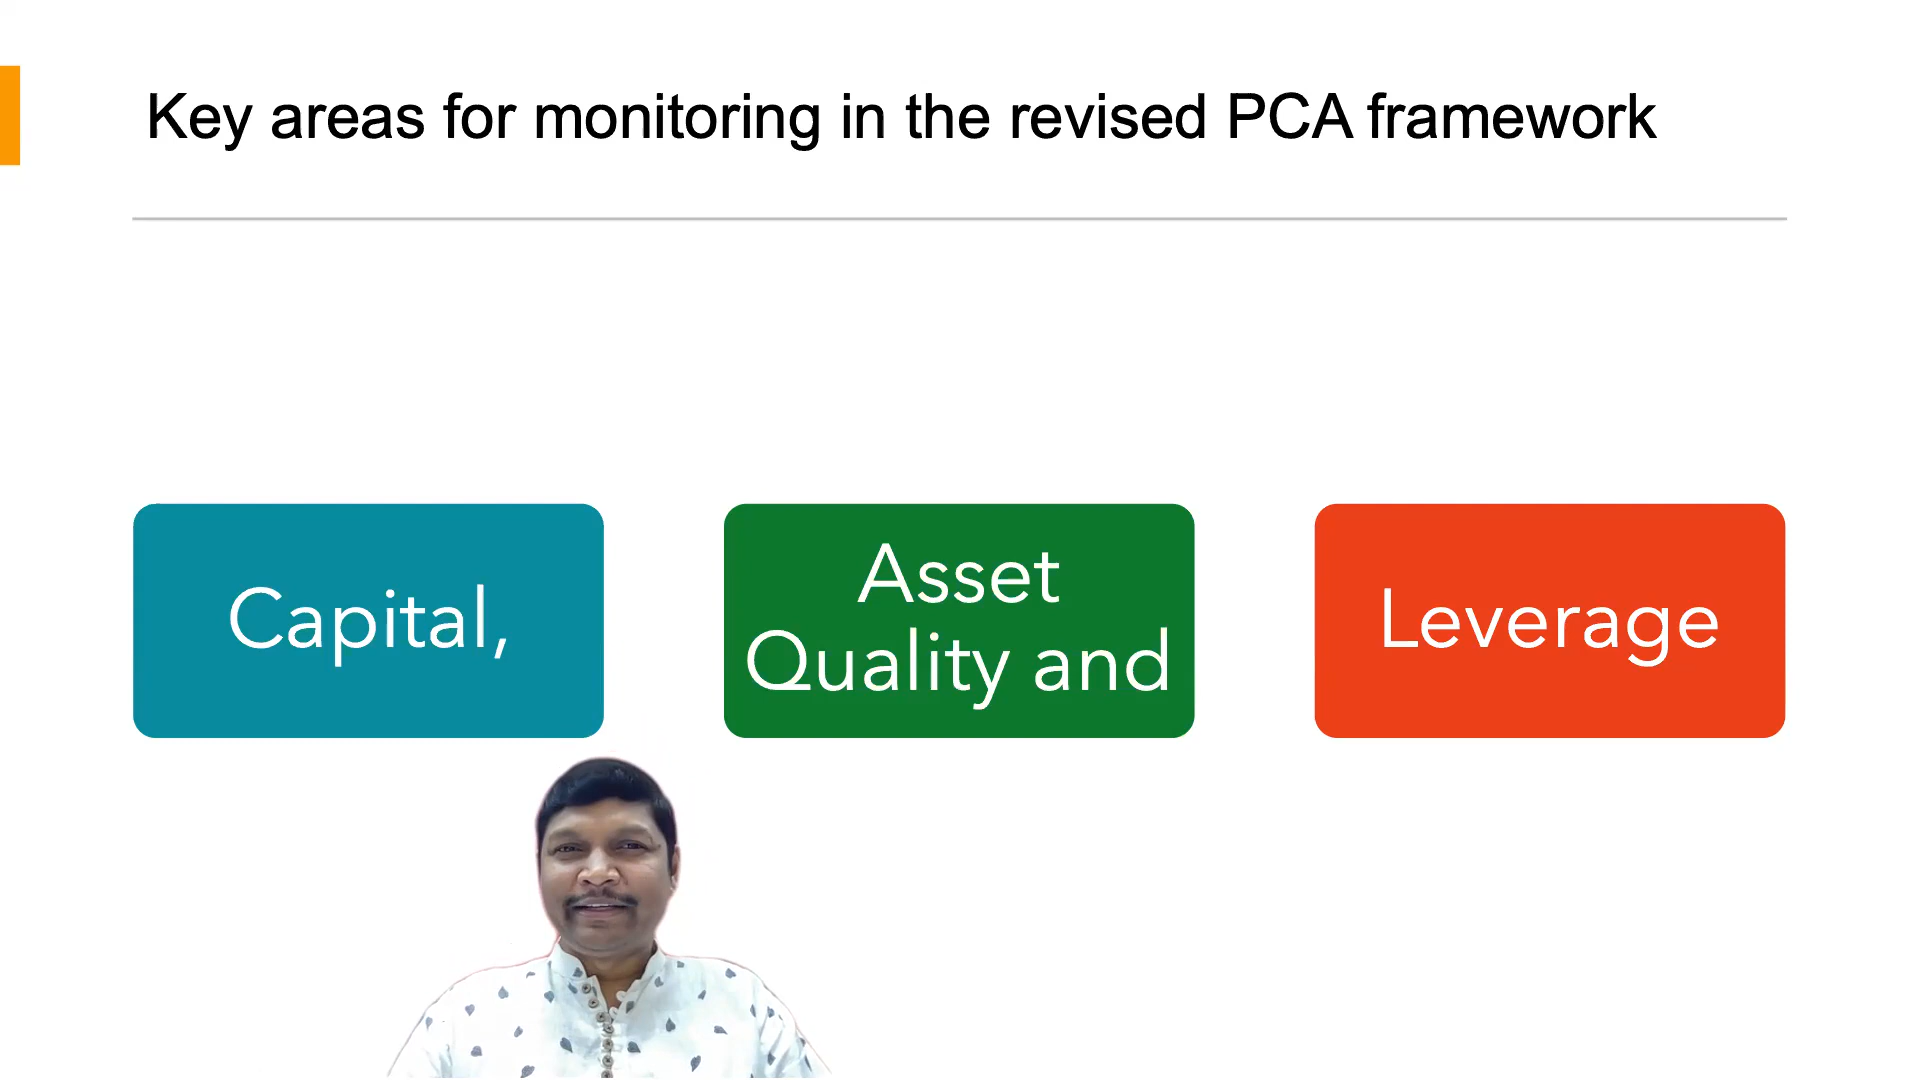 Key areas for monitoring in the revised PCA framework
Capital,
Asset
Quality and
Leverage